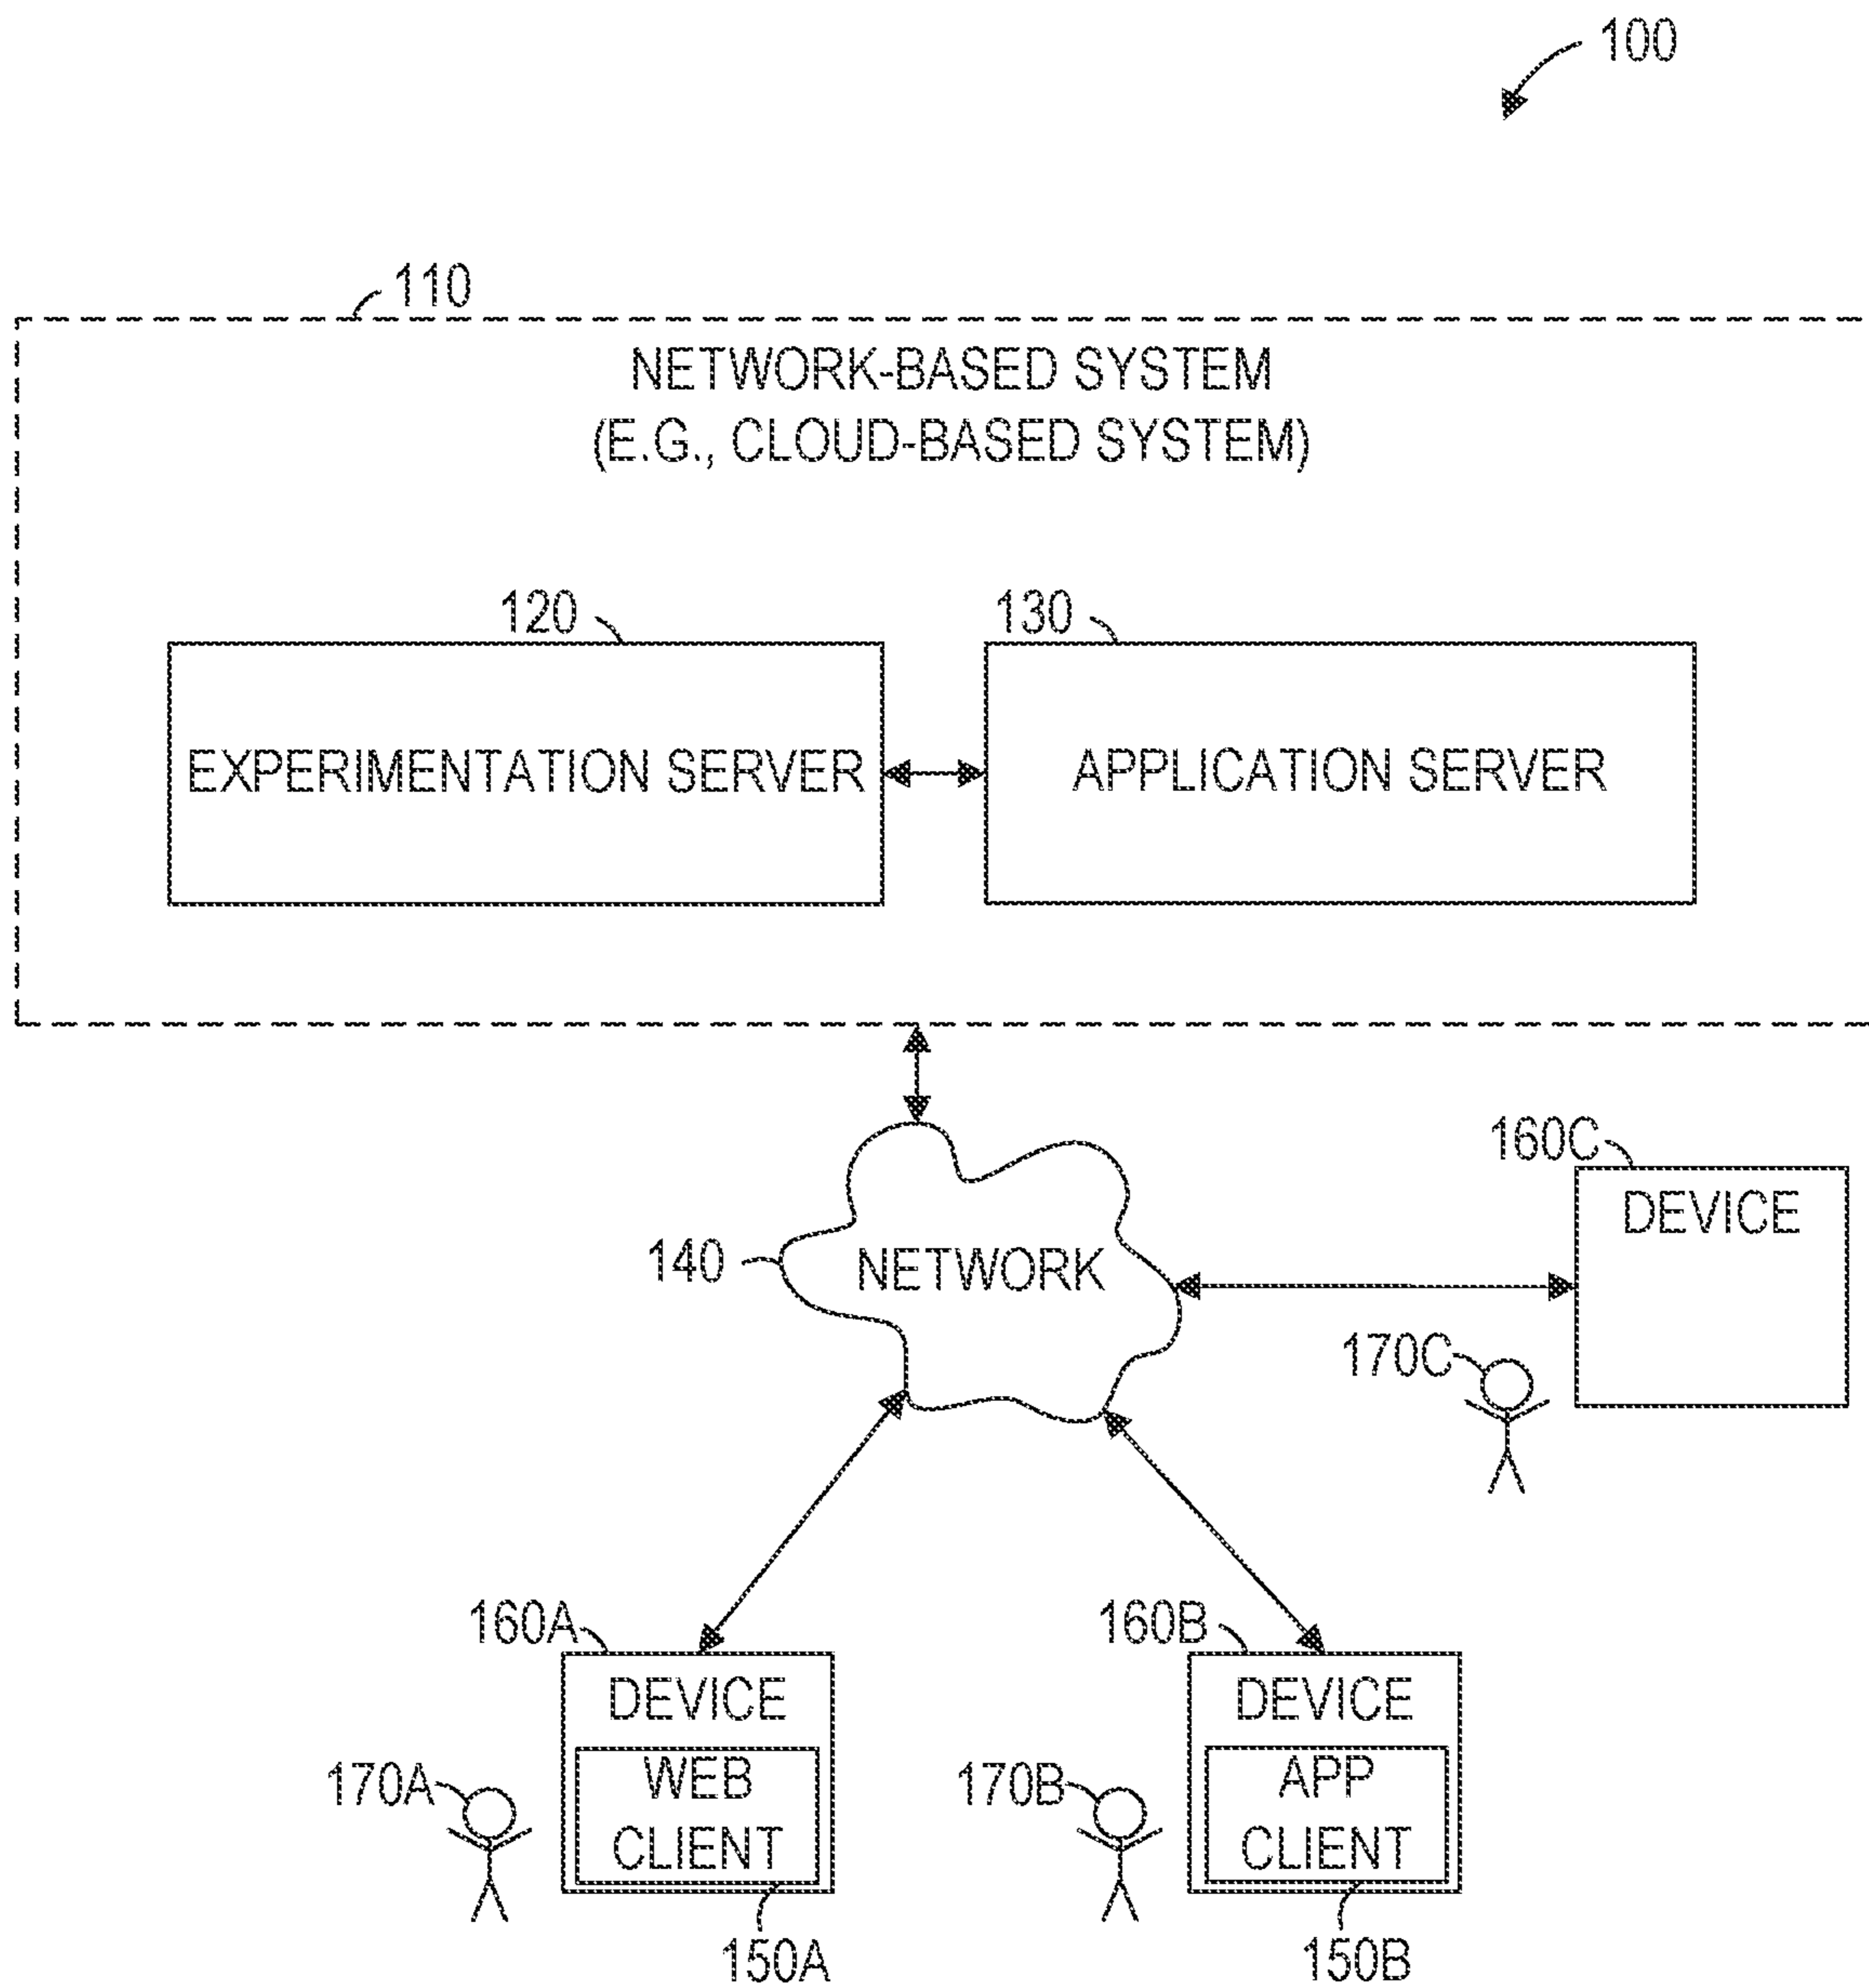 100
110
NETWORK-BASED SYSTEM
(E.G., CLOUD-BASED SYSTEM)
120
130
EXPERIMENTATION SERVER
APPLICATION SERVER
160C
DEVICE
140
NETWORK
170C
160A
160B
DEVICE
DEVICE
170A
WEB
CLIENT
170B
APP
CLIENT
150A
150B